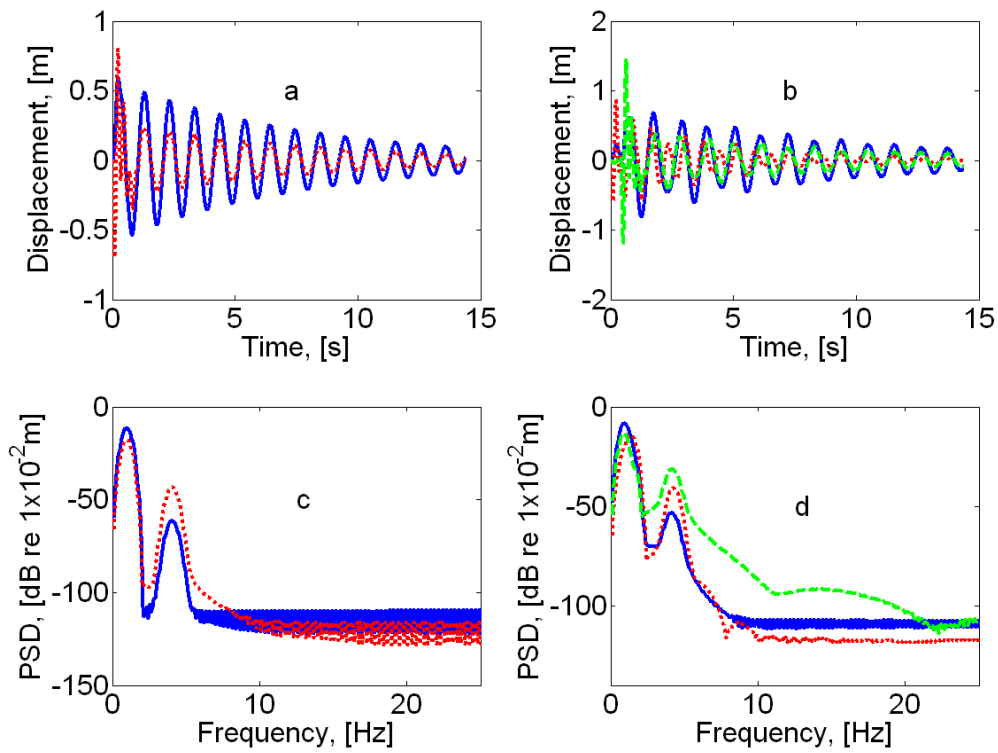 1
0.5
0
-0.5
-1
Displacement, [m]
a
0 5 10 15
Time, [s]
2
1
0
-1
-2
Displacement, [m]
b
0 5 10 15
Time, [s]
0
-50
-100
-150
PSD, [dB re 1x10⁻²m]
c
0 10 20
Frequency, [Hz]
0
-50
-100
PSD, [dB re 1x10⁻²m]
d
0 10 20
Frequency, [Hz]